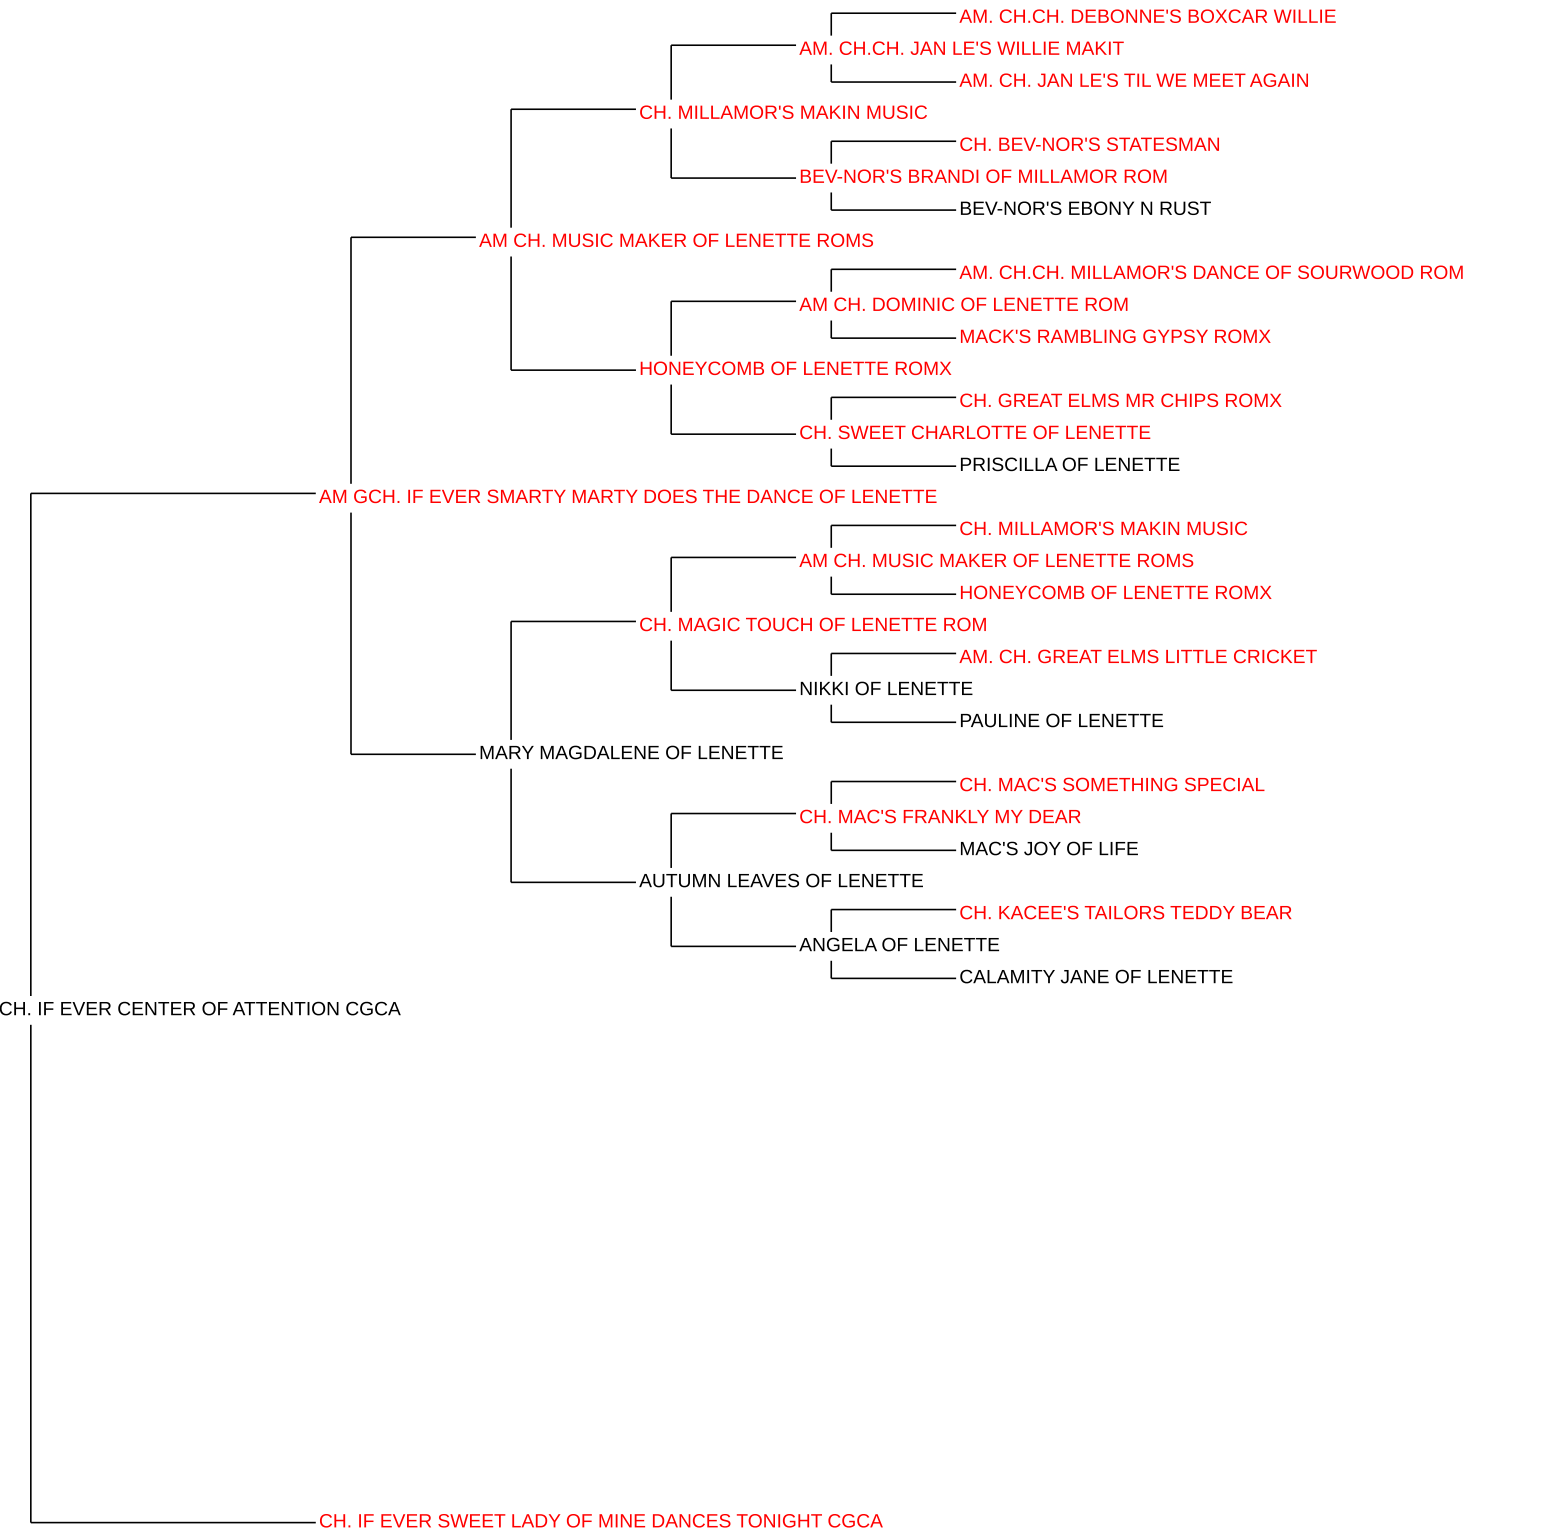 AM. CH.CH. DEBONNE'S BOXCAR WILLIE
AM. CH.CH. JAN LE'S WILLIE MAKIT
AM. CH. JAN LE'S TIL WE MEET AGAIN
CH. MILLAMOR'S MAKIN MUSIC
CH. BEV-NOR'S STATESMAN
BEV-NOR'S BRANDI OF MILLAMOR ROM
BEV-NOR'S EBONY N RUST
AM CH. MUSIC MAKER OF LENETTE ROMS
AM. CH.CH. MILLAMOR'S DANCE OF SOURWOOD ROM
AM CH. DOMINIC OF LENETTE ROM
MACK'S RAMBLING GYPSY ROMX
HONEYCOMB OF LENETTE ROMX
CH. GREAT ELMS MR CHIPS ROMX
CH. SWEET CHARLOTTE OF LENETTE
PRISCILLA OF LENETTE
AM GCH. IF EVER SMARTY MARTY DOES THE DANCE OF LENETTE
CH. MILLAMOR'S MAKIN MUSIC
AM CH. MUSIC MAKER OF LENETTE ROMS
HONEYCOMB OF LENETTE ROMX
CH. MAGIC TOUCH OF LENETTE ROM
AM. CH. GREAT ELMS LITTLE CRICKET
NIKKI OF LENETTE
PAULINE OF LENETTE
MARY MAGDALENE OF LENETTE
CH. MAC'S SOMETHING SPECIAL
CH. MAC'S FRANKLY MY DEAR
MAC'S JOY OF LIFE
AUTUMN LEAVES OF LENETTE
CH. KACEE'S TAILORS TEDDY BEAR
ANGELA OF LENETTE
CALAMITY JANE OF LENETTE
CH. IF EVER CENTER OF ATTENTION CGCA
CH. IF EVER SWEET LADY OF MINE DANCES TONIGHT CGCA